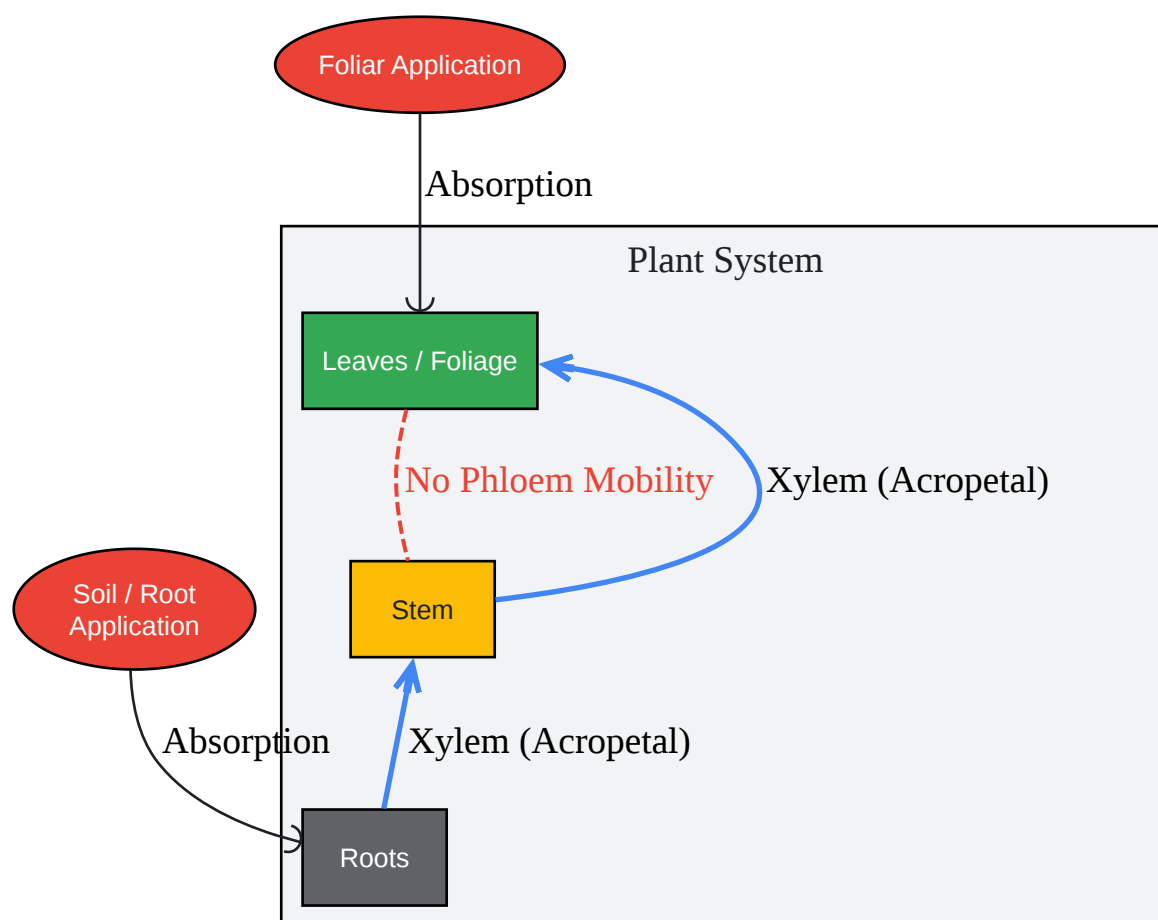 Foliar Application
Absorption
Plant System
Leaves / Foliage
No Phloem Mobility
Xylem (Acropetal)
Soil / Root
Application
Stem
Absorption
Xylem (Acropetal)
Roots